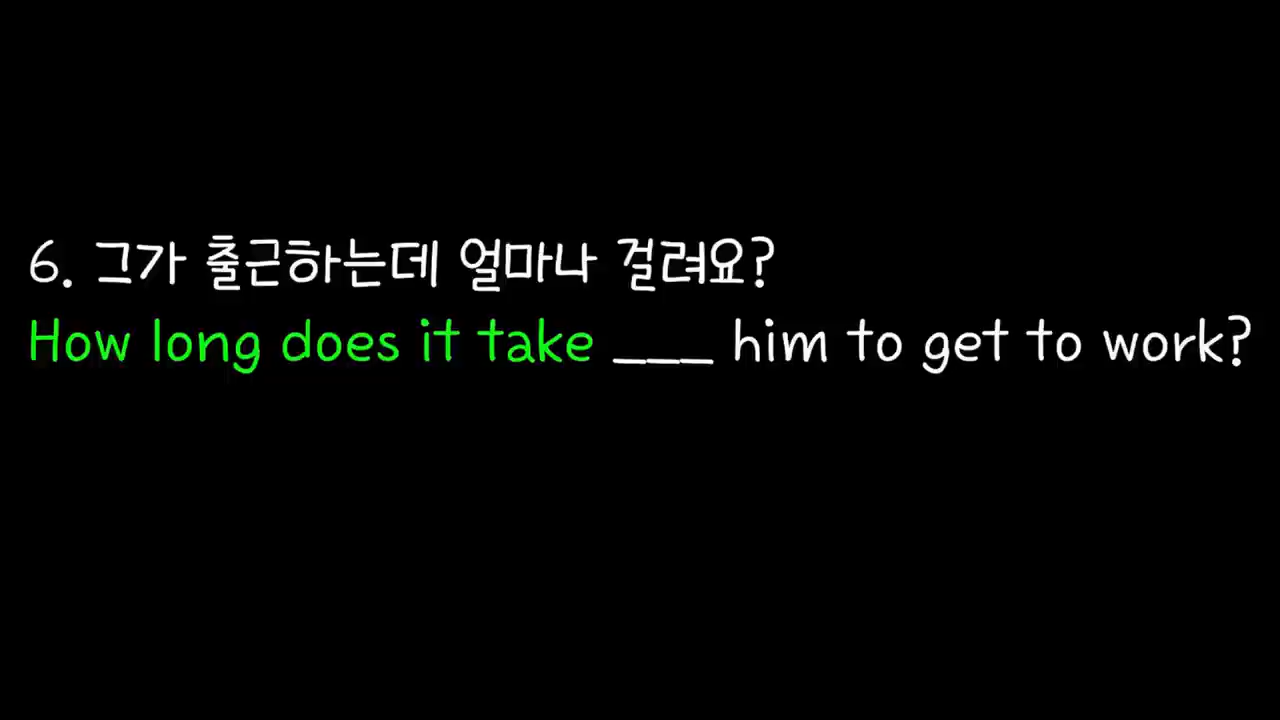 6. 그가 출근하는데 얼마나 걸려요?
How long does it take ___ him to get to work?